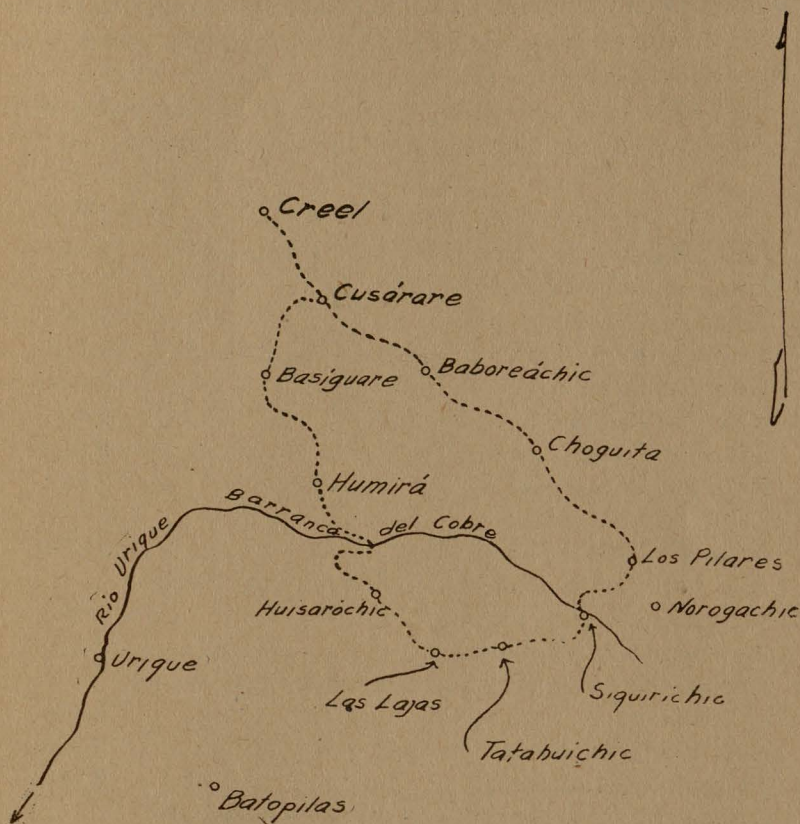 Creel
Cusárare
Basíguare
Baboreáchic
Choguita
Humirá
Barranca del Cobre
Río Urique
Los Pilares
Huisaróchic
Norogachic
Urique
Las Lajas
Siquirichic
Tatahuichic
Batopilas